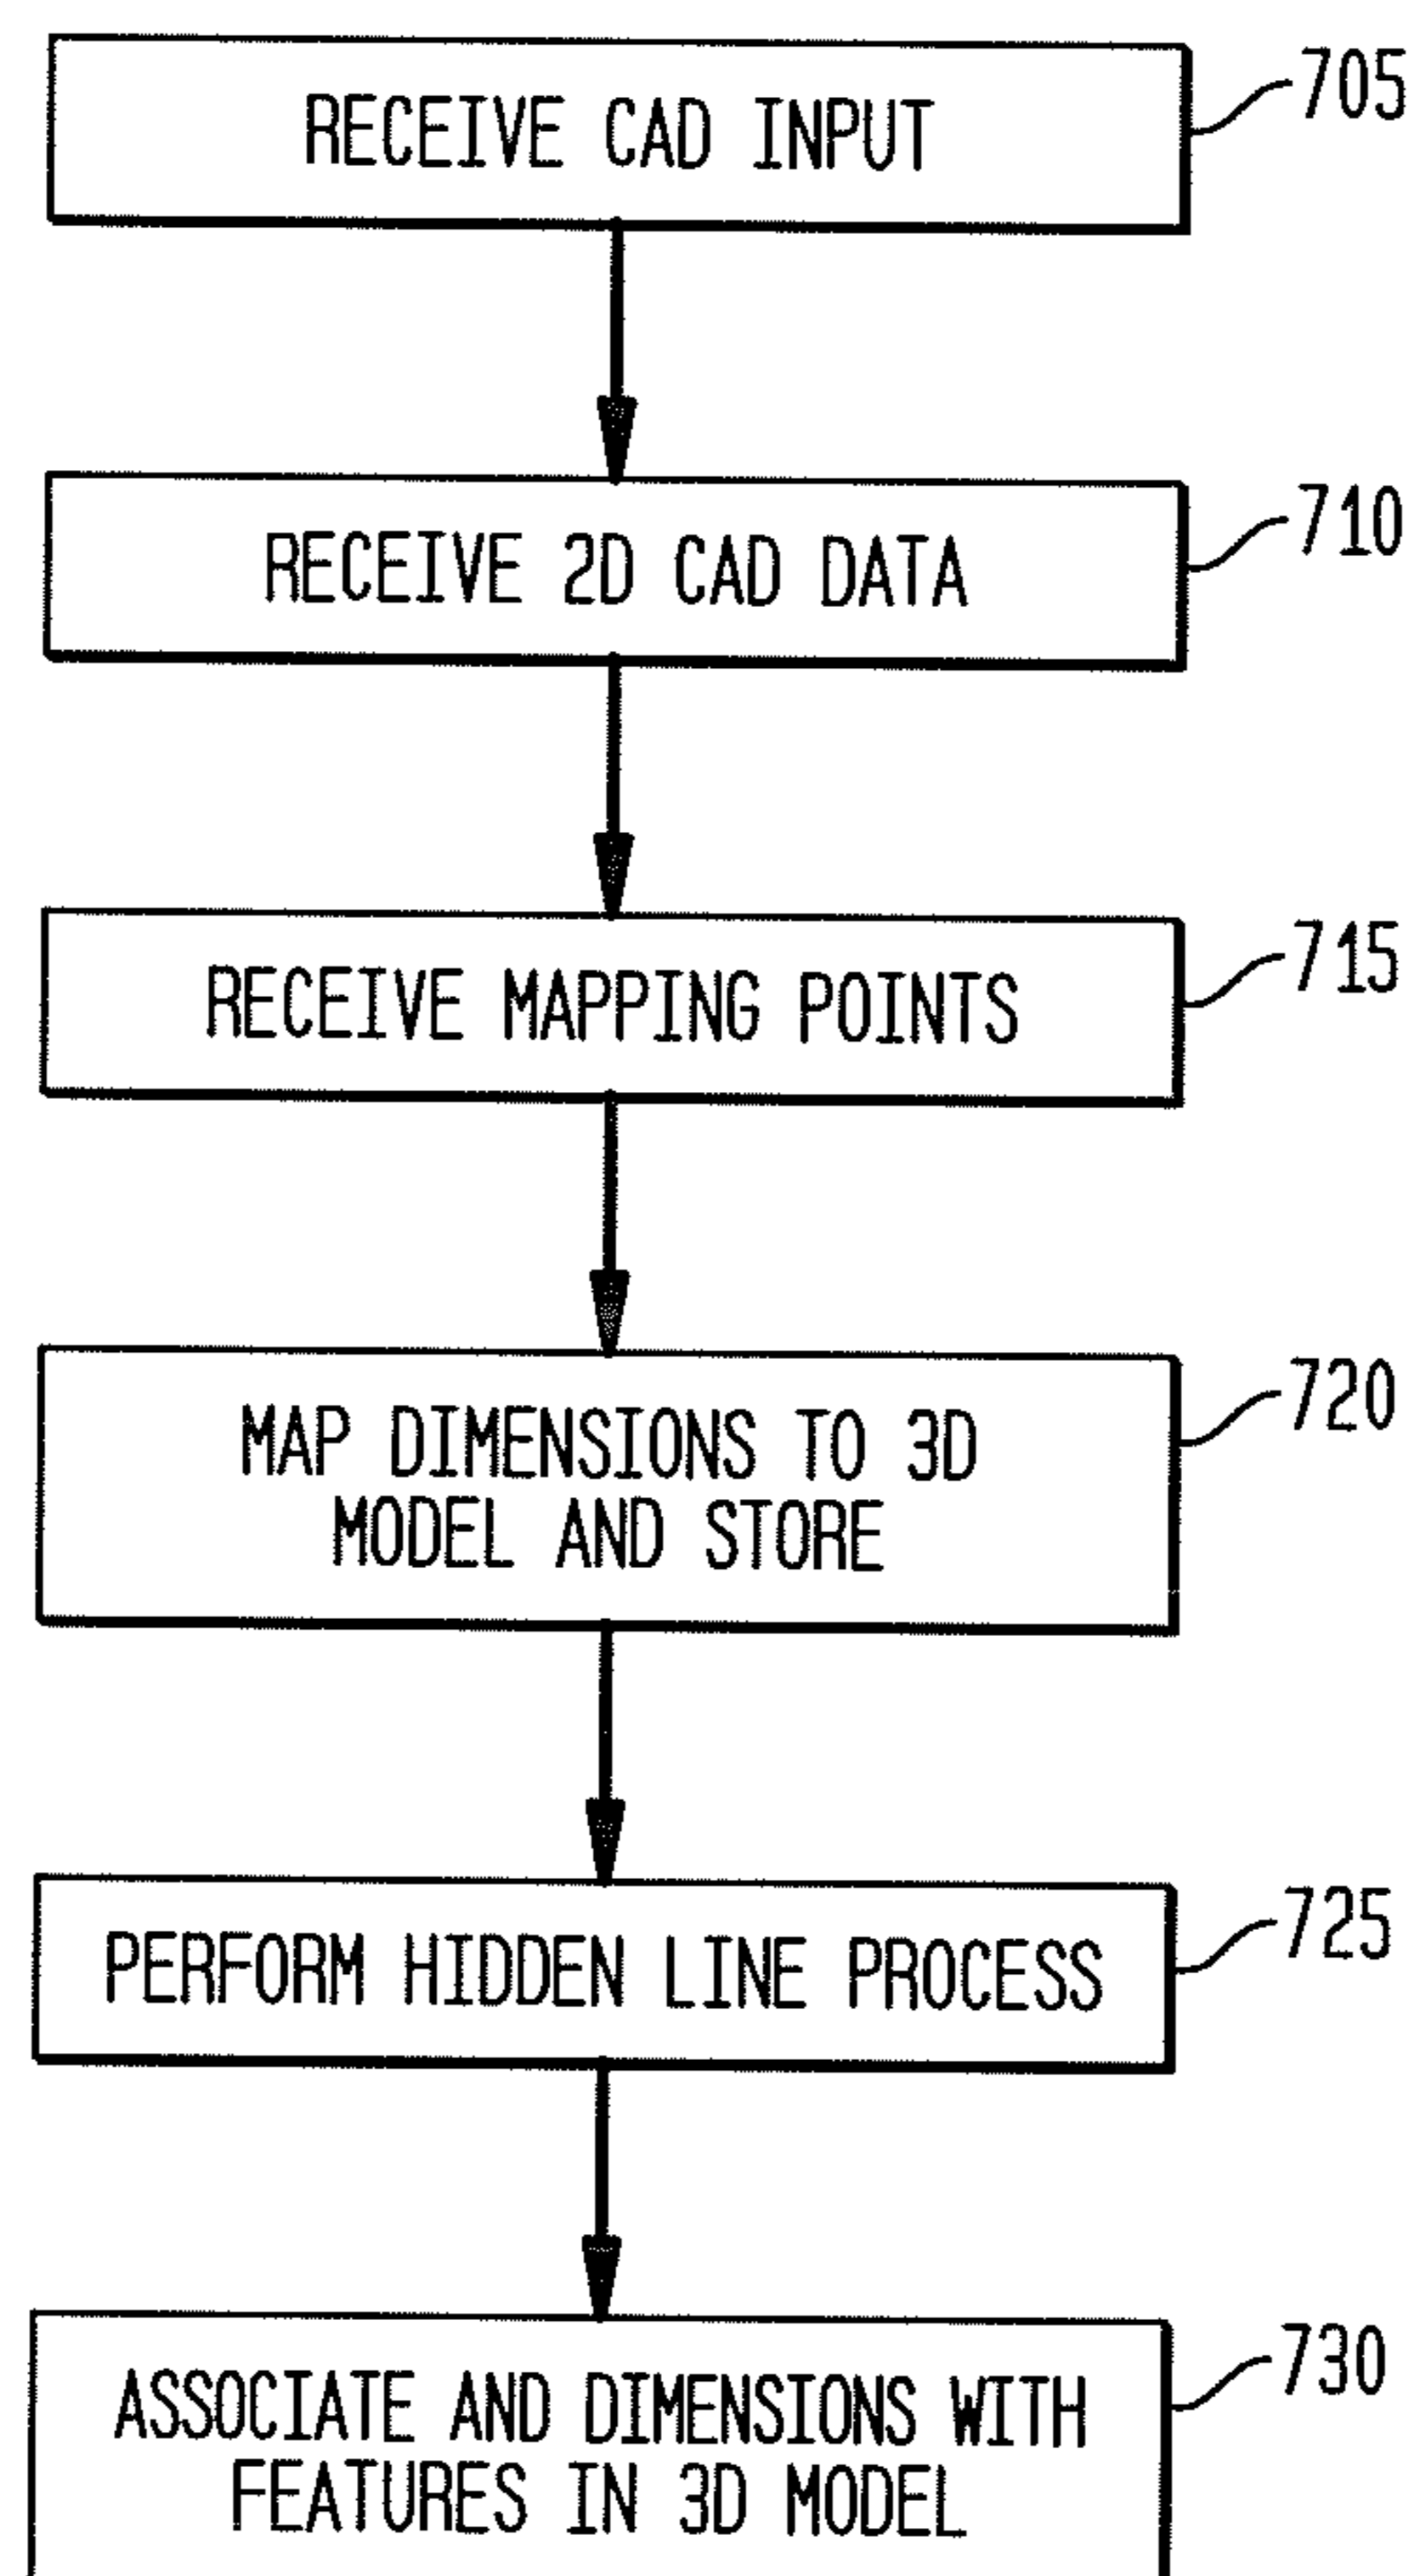 RECEIVE CAD INPUT
705
RECEIVE 2D CAD DATA
710
RECEIVE MAPPING POINTS
715
MAP DIMENSIONS TO 3D
MODEL AND STORE
720
PERFORM HIDDEN LINE PROCESS
725
ASSOCIATE AND DIMENSIONS WITH
FEATURES IN 3D MODEL
730